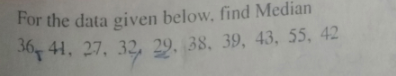 For the data given below, find Median
36, 41, 27, 32, 29, 38, 39, 43, 55, 42